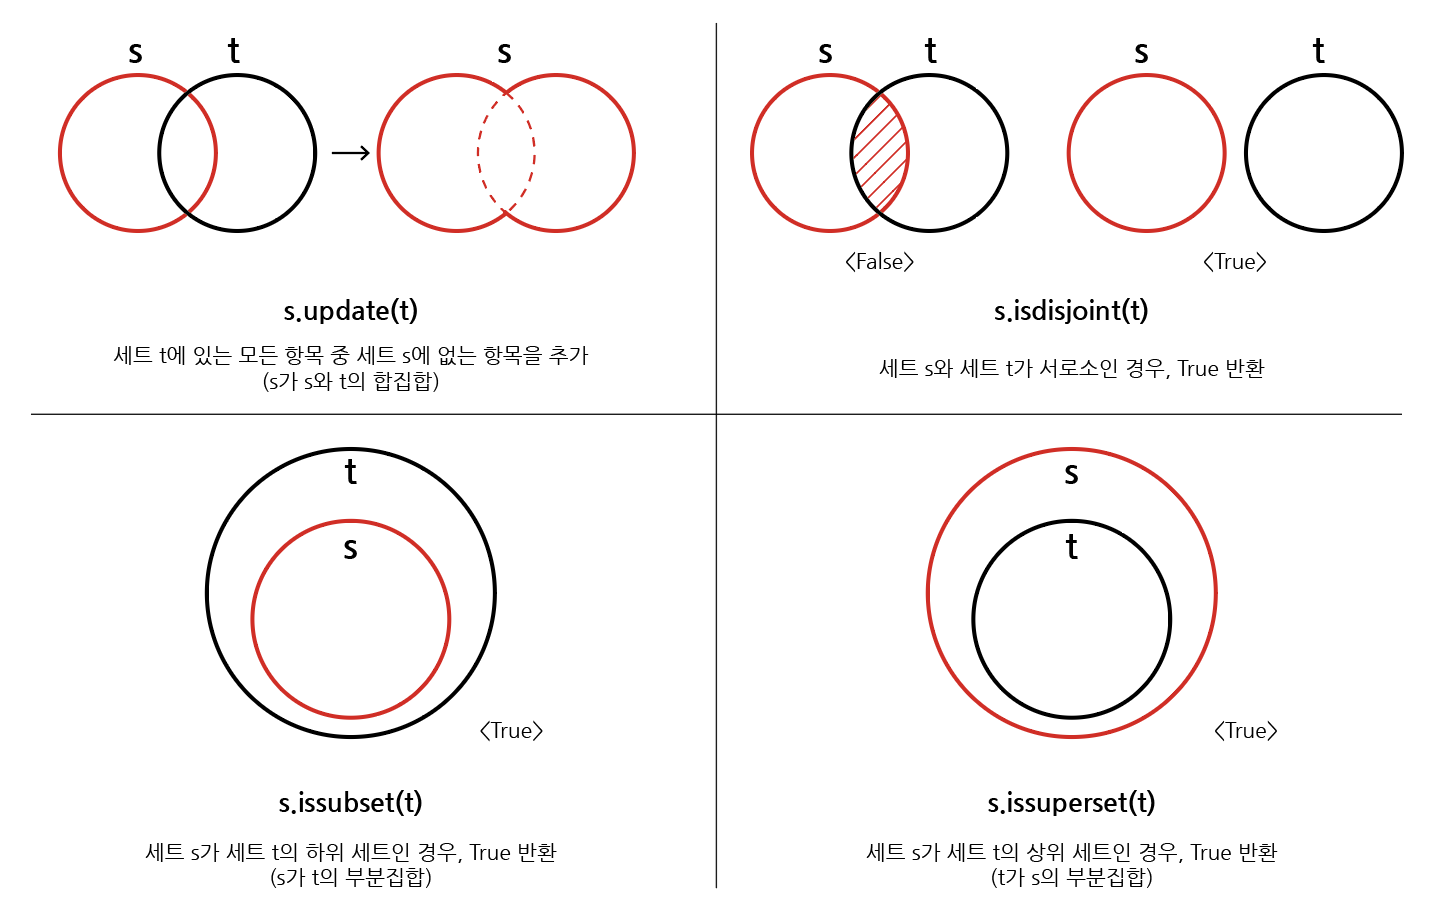 s t s
s.update(t)
세트 t에 있는 모든 항목 중 세트 s에 없는 항목을 추가
(s가 s와 t의 합집합)
s t s t
<False> <True>
s.isdisjoint(t)
세트 s와 세트 t가 서로소인 경우, True 반환
t
s
<True>
s.issubset(t)
세트 s가 세트 t의 하위 세트인 경우, True 반환
(s가 t의 부분집합)
s
t
<True>
s.issuperset(t)
세트 s가 세트 t의 상위 세트인 경우, True 반환
(t가 s의 부분집합)